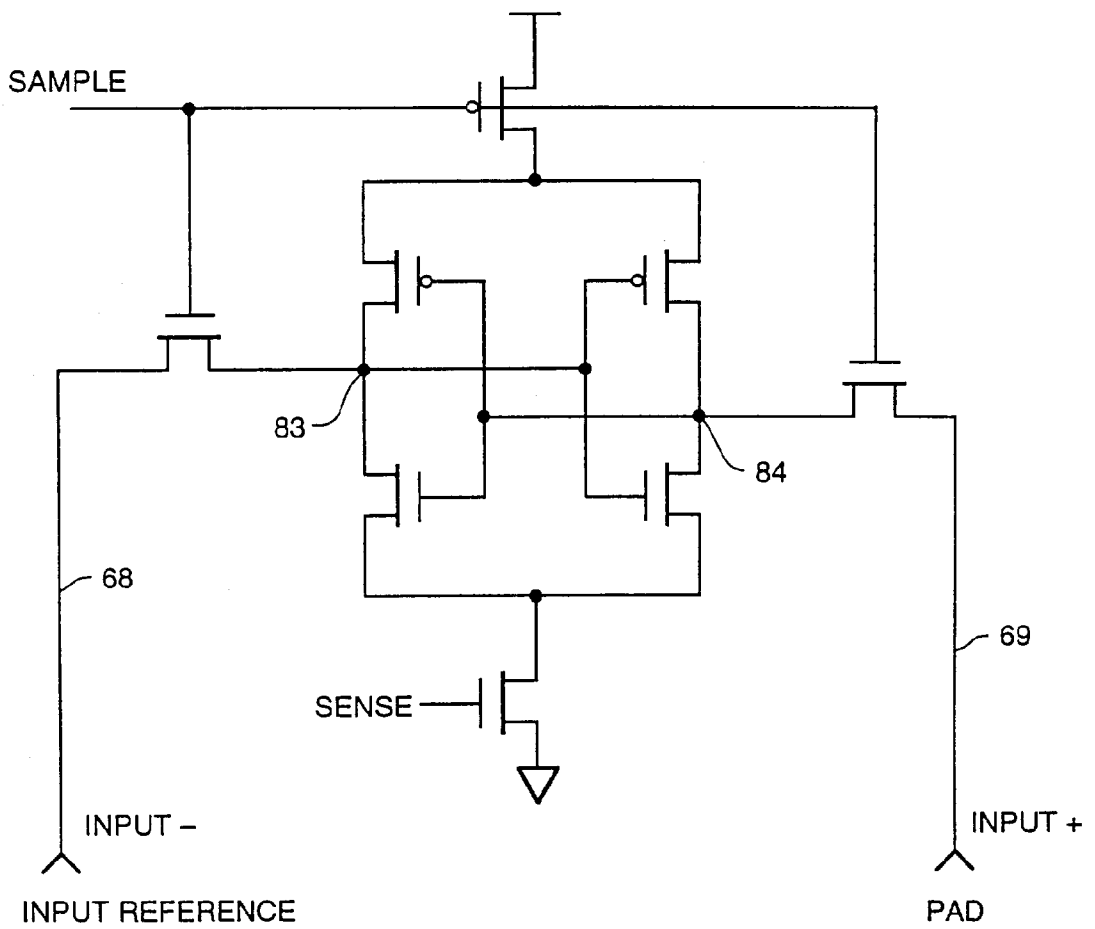 SAMPLE
83
84
68
69
SENSE
INPUT –
INPUT +
INPUT REFERENCE
PAD